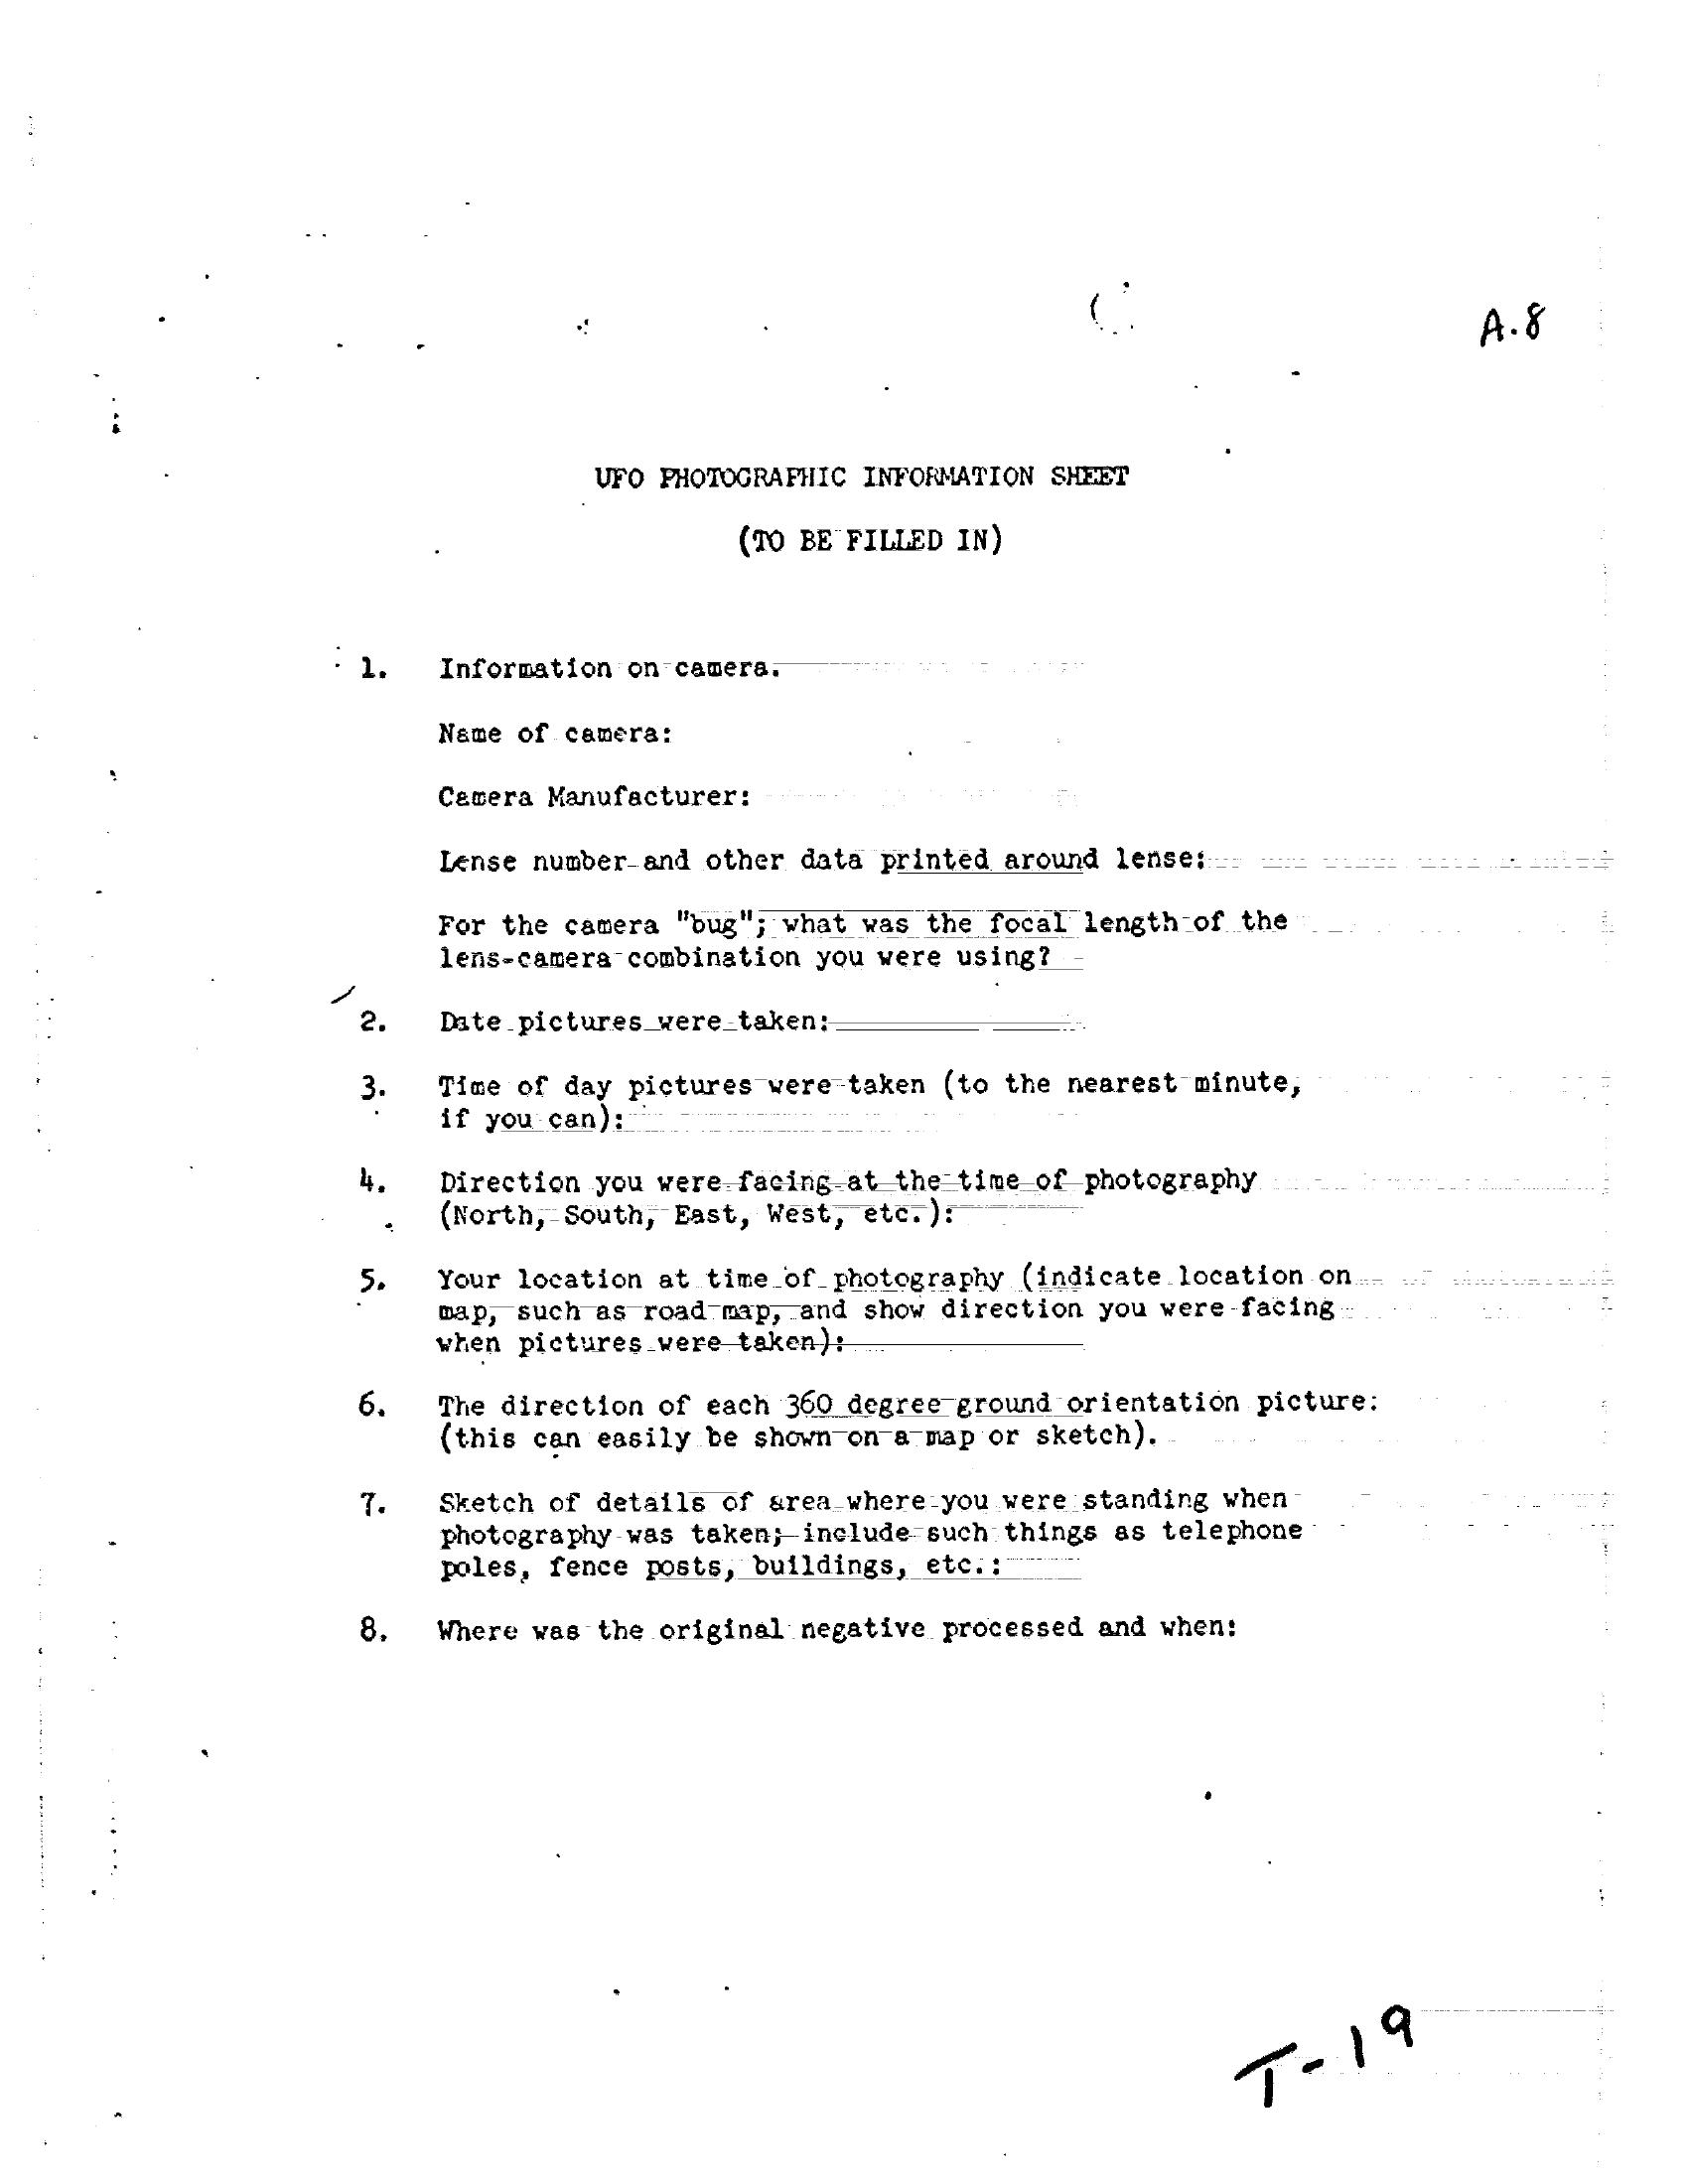 A.8
UFO PHOTOGRAPHIC INFORMATION SHEET
(TO BE FILLED IN)
1. Information on camera.
Name of camera:
Camera Manufacturer:
Lense number and other data printed around lense:
For the camera "bug"; what was the focal length of the
lens-camera combination you were using?
2. Date pictures were taken:
3. Time of day pictures were taken (to the nearest minute,
if you can):
4. Direction you were facing at the time of photography
(North, South, East, West, etc.):
5. Your location at time of photography (indicate location on
map, such as road map, and show direction you were facing
when pictures were taken):
6. The direction of each 360 degree ground orientation picture:
(this can easily be shown on a map or sketch).
7. Sketch of details of area where you were standing when
photography was taken; include such things as telephone
poles, fence posts, buildings, etc.:
8. Where was the original negative processed and when:
T-19